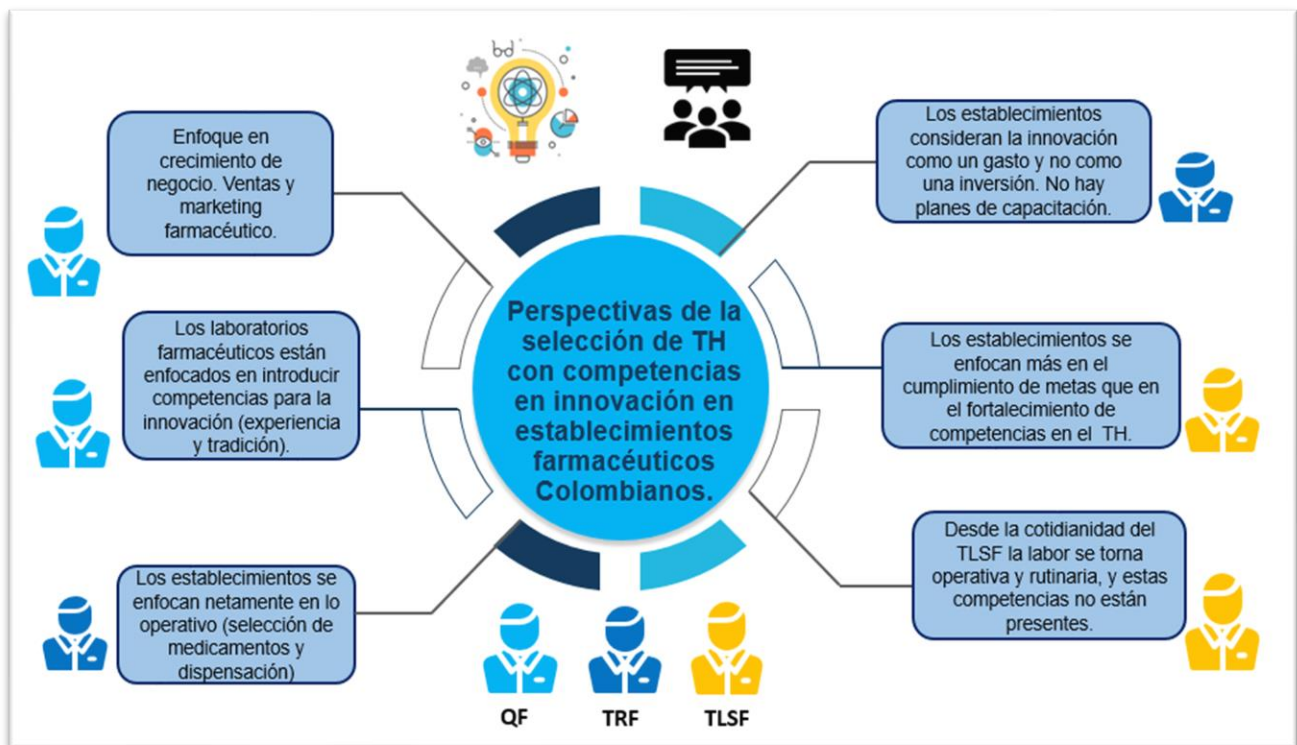 Enfoque en
crecimiento de
negocio. Ventas y
marketing
farmacéutico.
Los laboratorios
farmacéuticos están
enfocados en introducir
competencias para la
innovación (experiencia
y tradición).
Los establecimientos se
enfocan netamente en lo
operativo (selección de
medicamentos y
dispensación)
Perspectivas de la
selección de TH
con competencias
en innovación en
establecimientos
farmacéuticos
Colombianos.
Los establecimientos
consideran la innovación
como un gasto y no como
una inversión. No hay
planes de capacitación.
Los establecimientos se
enfocan más en el
cumplimiento de metas que en
el fortalecimiento de
competencias en el TH.
Desde la cotidianidad del
TLSF la labor se torna
operativa y rutinaria, y estas
competencias no están
presentes.
QF
TRF
TLSF